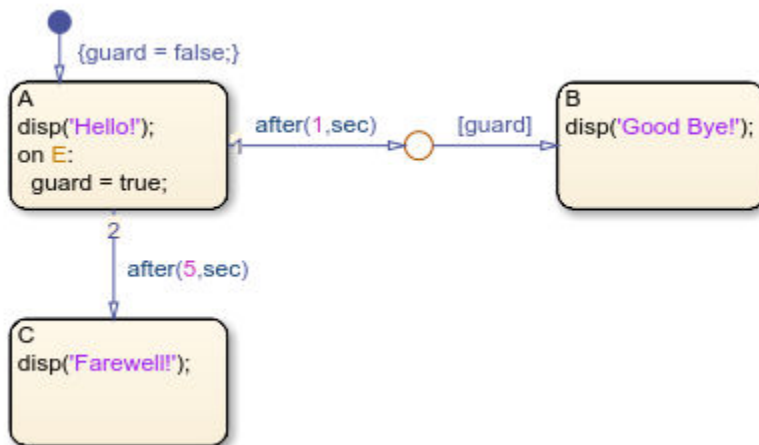 {guard = false;}
A
disp('Hello!');
on E:
guard = true;
1
after(1,sec)
[guard]
B
disp('Good Bye!');
2
after(5,sec)
C
disp('Farewell!');